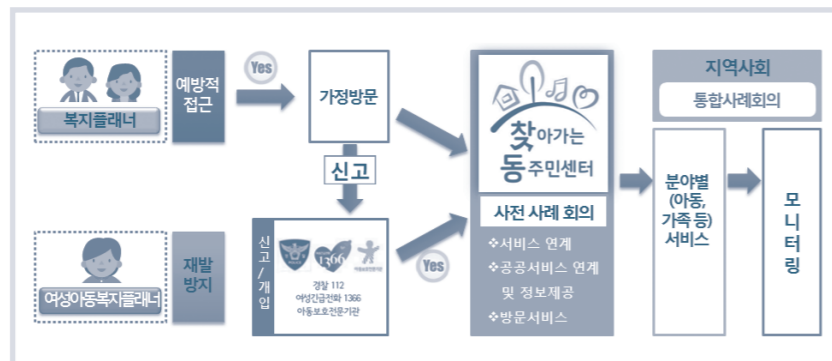 복지플래너
예방적
접근
Yes
가정방문
신고
여성아동복지플래너
재발
방지
신고/개입
1366
경찰 112
여성긴급전화 1366
아동보호전문기관
Yes
찾아가는
동주민센터
사전 사례 회의
❖서비스 연계
❖공공서비스 연계
및 정보제공
❖방문서비스
지역사회
통합사례회의
분야별
(아동,
가족 등)
서비스
모니터링